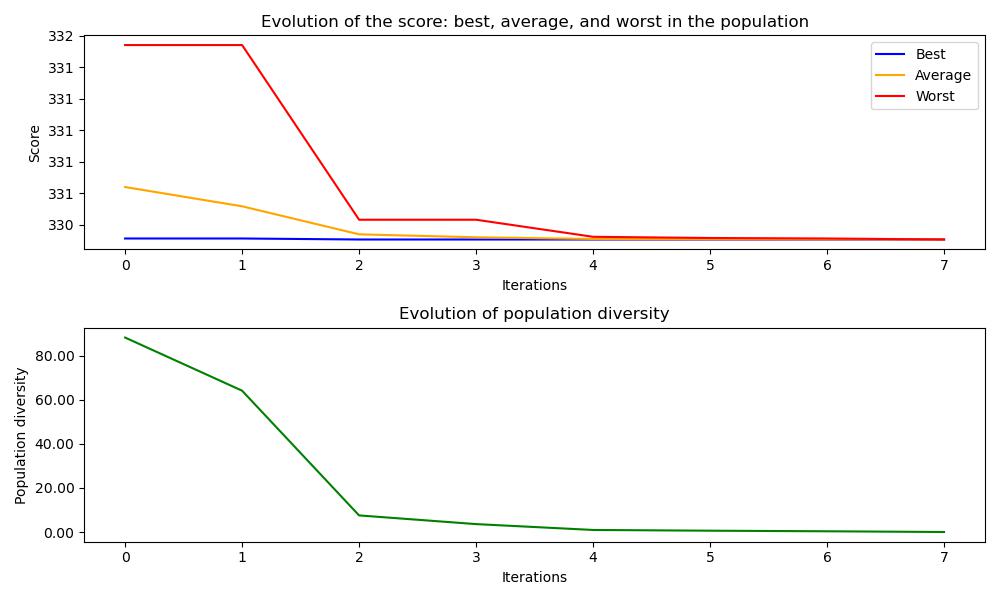 Evolution of the score: best, average, and worst in the population
332
331
331
331
331
331
330
Score
Best
Average
Worst
0 1 2 3 4 5 6 7
Iterations
Evolution of population diversity
80.00
60.00
40.00
20.00
0.00
Population diversity
0 1 2 3 4 5 6 7
Iterations